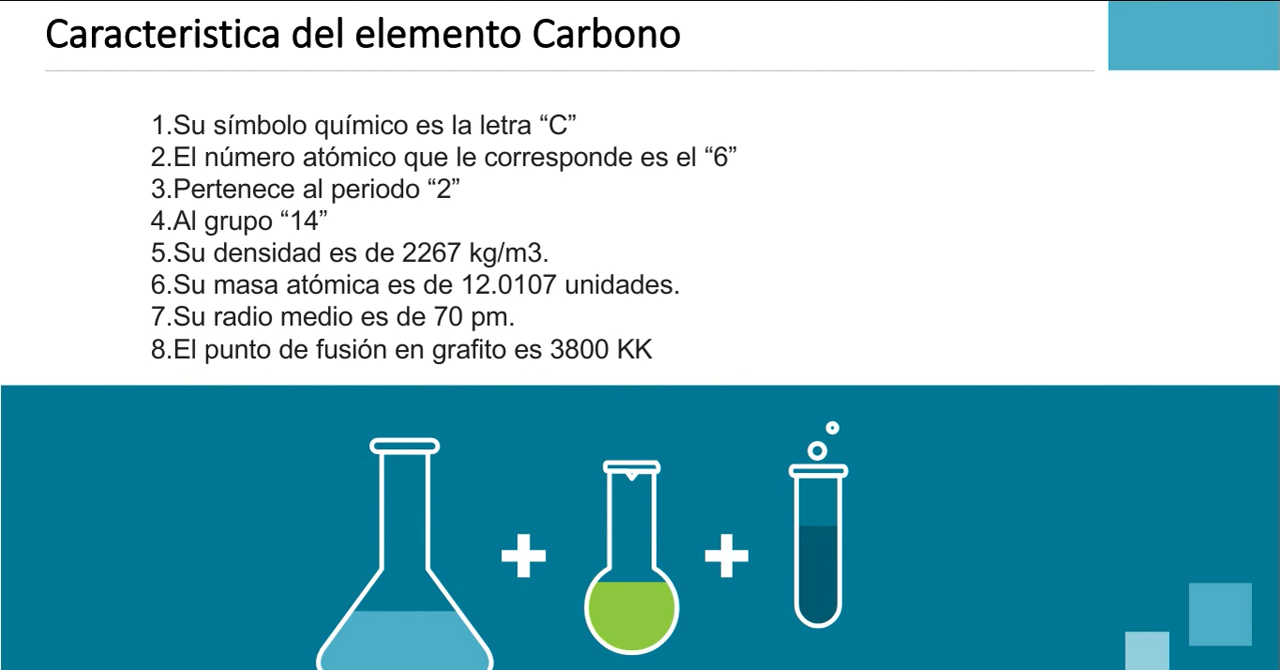 Caracteristica del elemento Carbono
1.Su símbolo químico es la letra “C”
2.El número atómico que le corresponde es el “6”
3.Pertenece al periodo “2”
4.Al grupo “14”
5.Su densidad es de 2267 kg/m3.
6.Su masa atómica es de 12.0107 unidades.
7.Su radio medio es de 70 pm.
8.El punto de fusión en grafito es 3800 KK